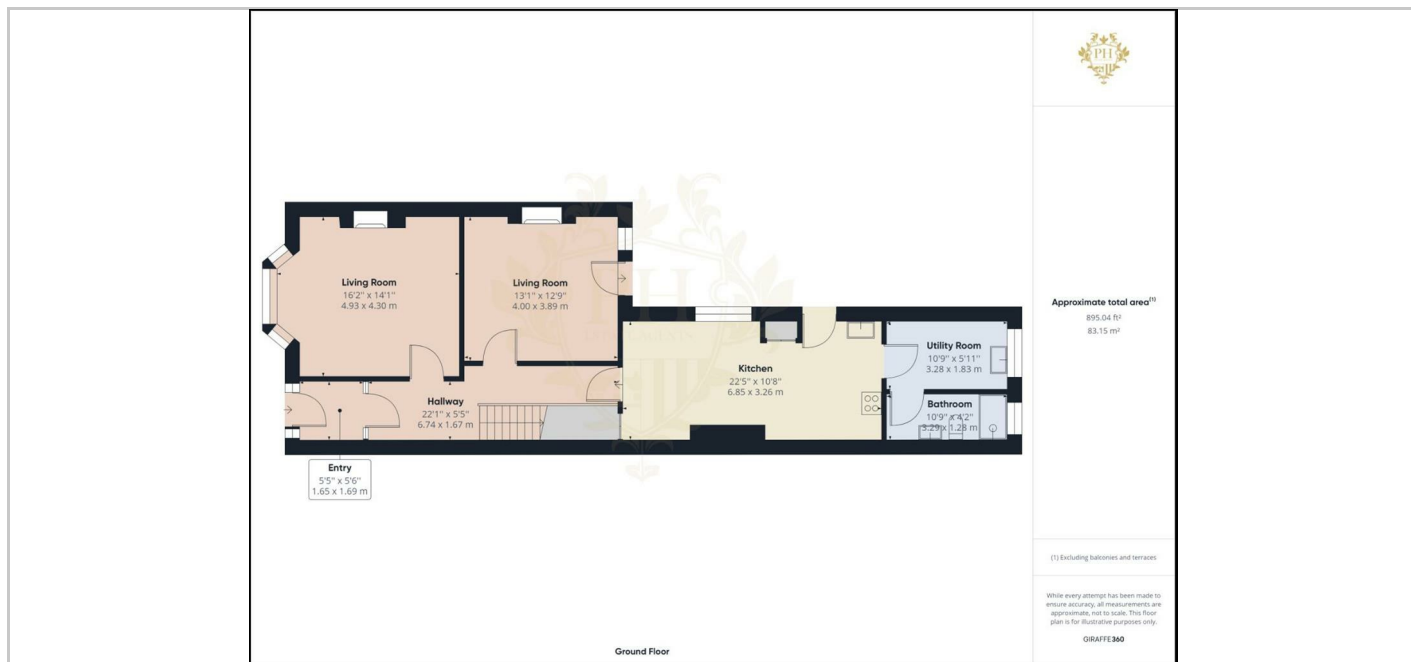 PH
Living Room
16'2" x 14'1"
4.93 x 4.30 m
Living Room
13'1" x 12'9"
4.00 x 3.89 m
Kitchen
22'5" x 10'8"
6.85 x 3.26 m
Utility Room
10'9" x 5'11"
3.28 x 1.83 m
Bathroom
10'9" x 4'2"
3.29 x 1.28 m
Hallway
22'1" x 5'5"
6.74 x 1.67 m
Entry
5'5" x 5'6"
1.65 x 1.69 m
PH
Ground Floor
Approximate total area(1)
895.04 ft²
83.15 m²
(1) Excluding balconies and terraces
While every attempt has been made to
ensure accuracy, all measurements are
approximate, not to scale. This floor
plan is for illustrative purposes only.
GIRAFFE360